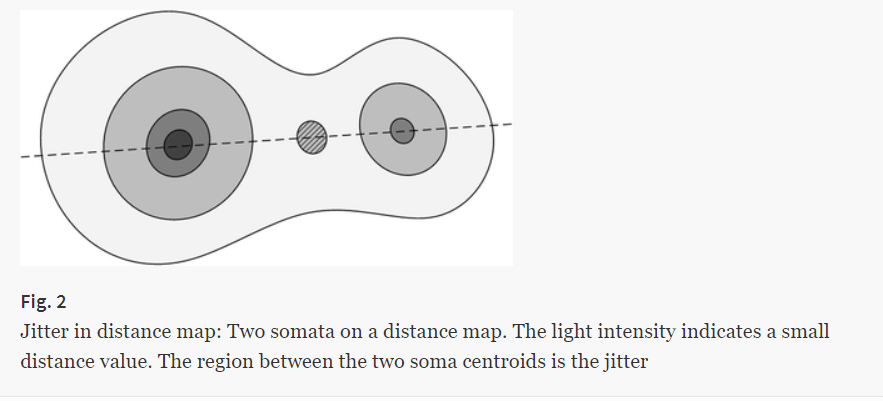 Fig. 2
Jitter in distance map: Two somata on a distance map. The light intensity indicates a small
distance value. The region between the two soma centroids is the jitter